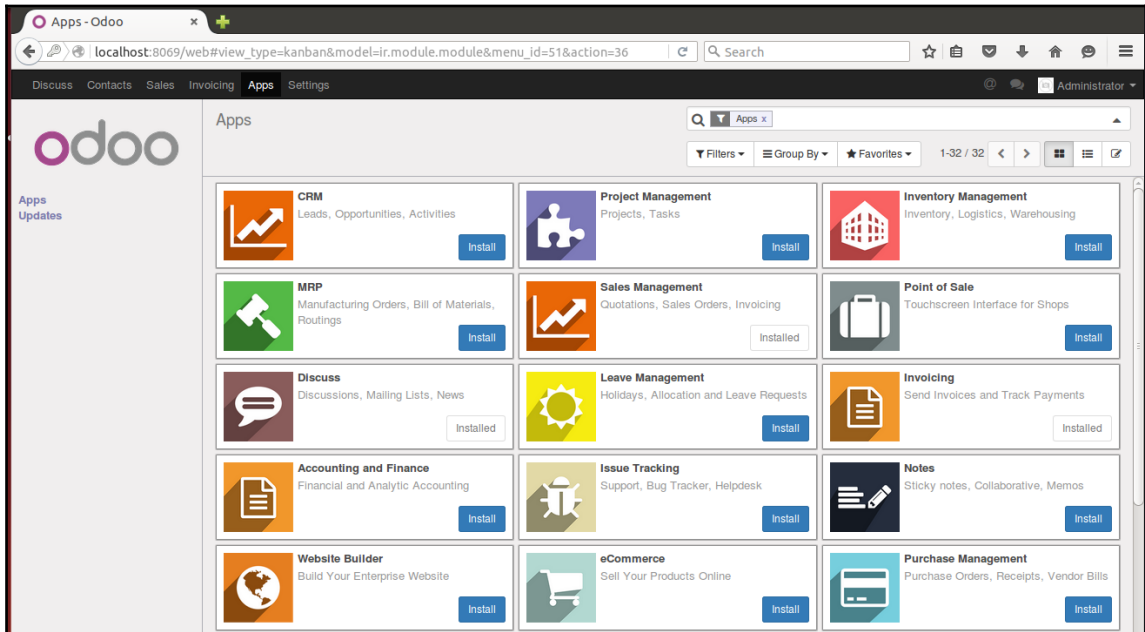 Apps - Odoo
localhost:8069/web#view_type=kanban&model=ir.module.module&menu_id=51&action=36
Search
Discuss Contacts Sales Invoicing Apps Settings
@ Administrator
odoo
Apps
Apps x
Filters Group By Favorites 1-32 / 32
Apps
Updates
CRM
Leads, Opportunities, Activities
Install
Project Management
Projects, Tasks
Install
Inventory Management
Inventory, Logistics, Warehousing
Install
MRP
Manufacturing Orders, Bill of Materials,
Routings
Install
Sales Management
Quotations, Sales Orders, Invoicing
Installed
Point of Sale
Touchscreen Interface for Shops
Install
Discuss
Discussions, Mailing Lists, News
Installed
Leave Management
Holidays, Allocation and Leave Requests
Install
Invoicing
Send Invoices and Track Payments
Installed
Accounting and Finance
Financial and Analytic Accounting
Install
Issue Tracking
Support, Bug Tracker, Helpdesk
Install
Notes
Sticky notes, Collaborative, Memos
Install
Website Builder
Build Your Enterprise Website
Install
eCommerce
Sell Your Products Online
Install
Purchase Management
Purchase Orders, Receipts, Vendor Bills
Install